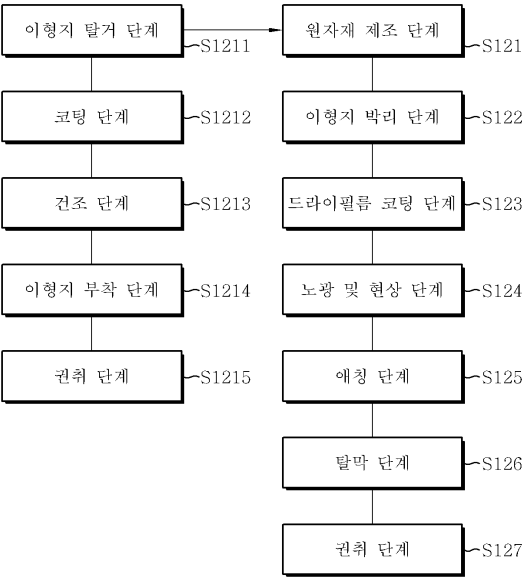 이형지 탈거 단계
S1211
코팅 단계
S1212
건조 단계
S1213
이형지 부착 단계
S1214
권취 단계
S1215
원자재 제조 단계
S121
이형지 박리 단계
S122
드라이필름 코팅 단계
S123
노광 및 현상 단계
S124
애칭 단계
S125
탈막 단계
S126
권취 단계
S127